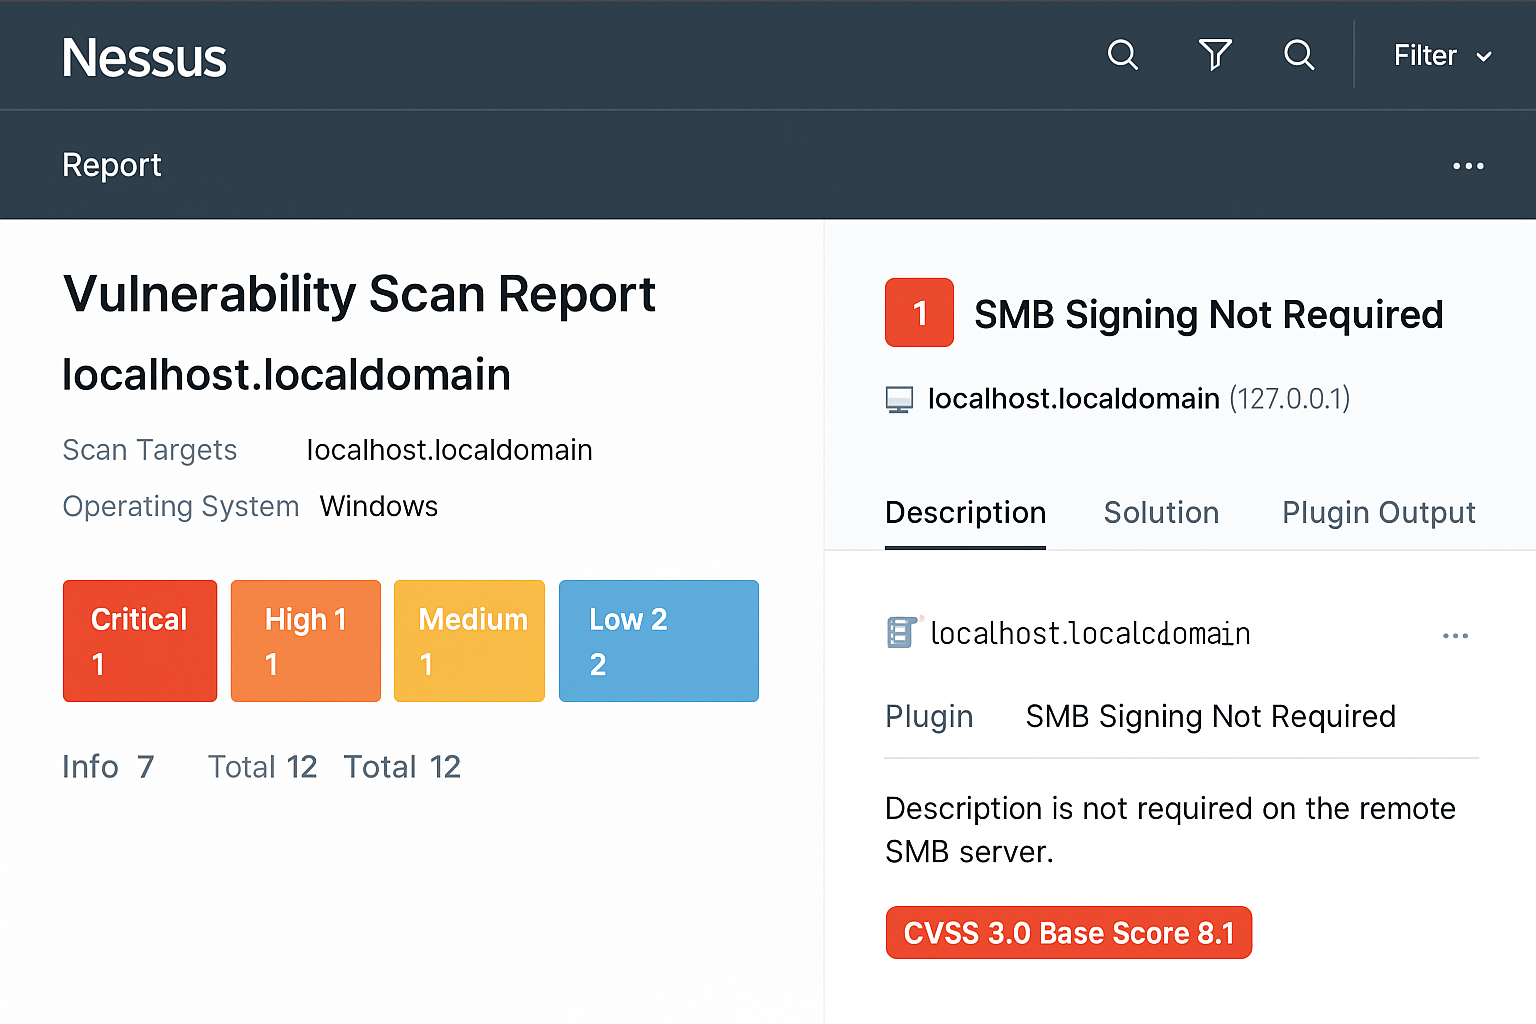 Nessus
Filter
Report
Vulnerability Scan Report
localhost.localdomain
Scan Targets localhost.localdomain
Operating System Windows
Critical
1
High 1
1
Medium
1
Low 2
2
Info 7 Total 12 Total 12
1 SMB Signing Not Required
localhost.localdomain (127.0.0.1)
Description Solution Plugin Output
localhost.localcdomain
Plugin SMB Signing Not Required
Description is not required on the remote
SMB server.
CVSS 3.0 Base Score 8.1